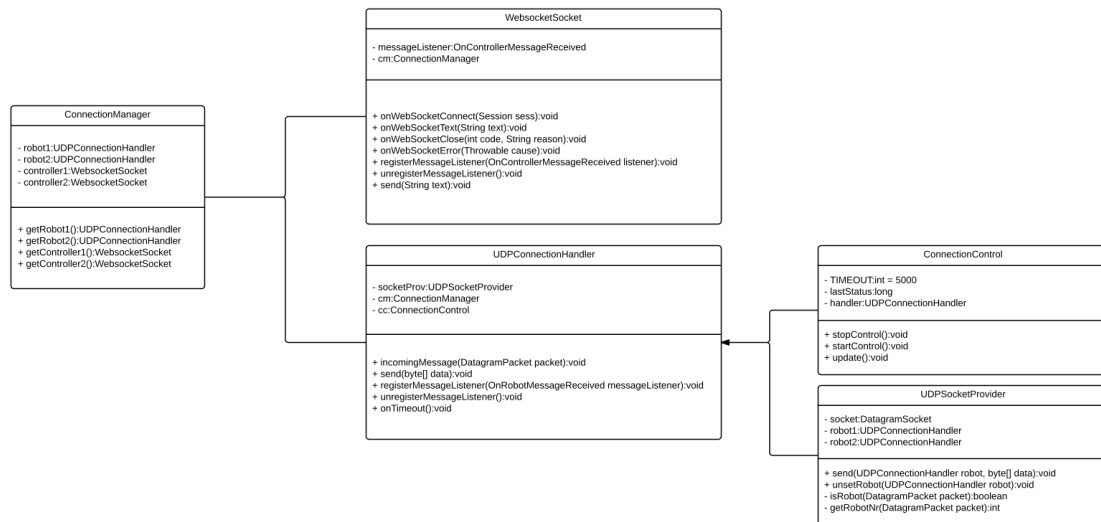 WebsocketSocket
- messageListener:OnControllerMessageReceived
- cm:ConnectionManager
+ onWebSocketConnect(Session sess):void
+ onWebSocketText(String text):void
+ onWebSocketClose(int code, String reason):void
+ onWebSocketError(Throwable cause):void
+ registerMessageListener(OnControllerMessageReceived listener):void
+ unregisterMessageListener():void
+ send(String text):void
ConnectionManager
- robot1:UDPConnectionHandler
- robot2:UDPConnectionHandler
- controller1:WebsocketSocket
- controller2:WebsocketSocket
+ getRobot1():UDPConnectionHandler
+ getRobot2():UDPConnectionHandler
+ getController1():WebsocketSocket
+ getController2():WebsocketSocket
UDPConnectionHandler
- socketProv:UDPSocketProvider
- cm:ConnectionManager
- cc:ConnectionControl
+ incomingMessage(DatagramPacket packet):void
+ send(byte[] data):void
+ registerMessageListener(OnRobotMessageReceived messageListener):void
+ unregisterMessageListener():void
+ onTimeout():void
ConnectionControl
- TIMEOUT:int = 5000
- lastStatus:long
- handler:UDPConnectionHandler
+ stopControl():void
+ startControl():void
+ update():void
UDPSocketProvider
- socket:DatagramSocket
- robot1:UDPConnectionHandler
- robot2:UDPConnectionHandler
+ send(UDPConnectionHandler robot, byte[] data):void
+ unsetRobot(UDPConnectionHandler robot):void
- isRobot(DatagramPacket packet):boolean
- getRobotNr(DatagramPacket packet):int